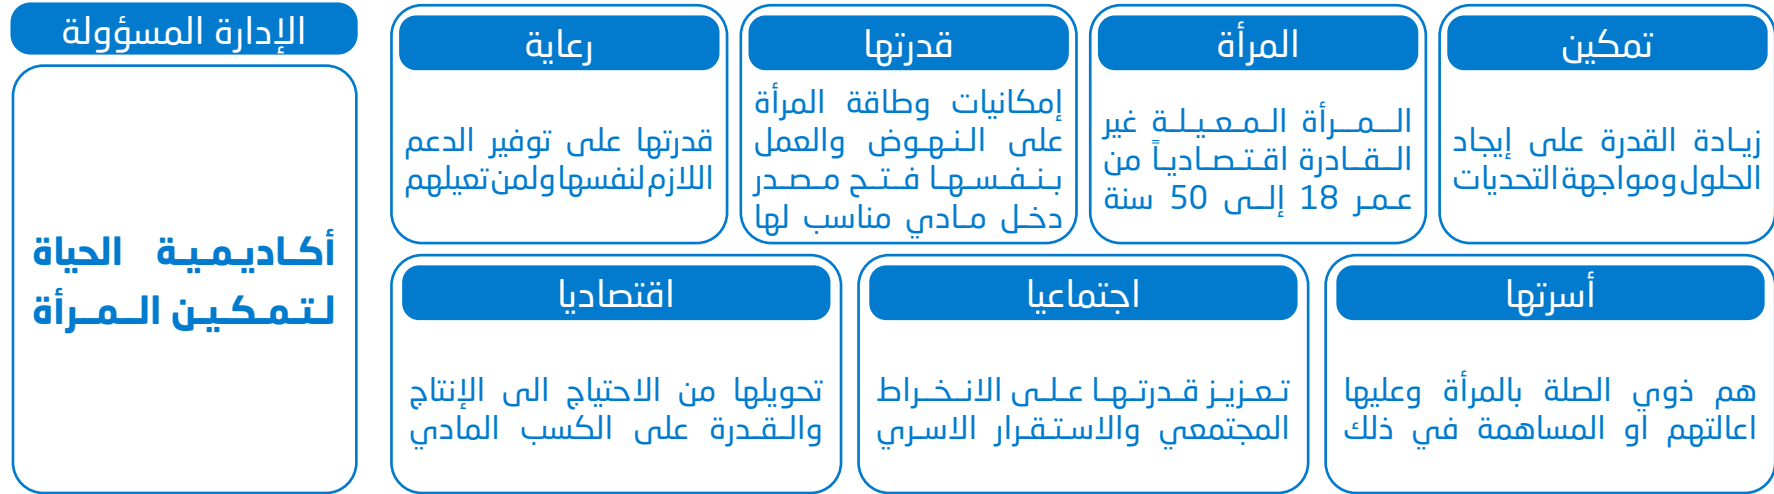 تمكين
زيادة القدرة على إيجاد
الحلول ومواجهة التحديات
المرأة
المرأة المعيلة غير
القادرة اقتصادياً من
عمر 18 إلى 50 سنة
قدرتها
إمكانيات وطاقة المرأة
على النهوض والعمل
بنفسها فتح مصدر
دخل مادي مناسب لها
رعاية
قدرتها على توفير الدعم
اللازم لنفسها ولمن تعيلهم
أسرتها
هم ذوي الصلة بالمرأة وعليها
اعالتهم او المساهمة في ذلك
اجتماعيا
تعزيز قدرتها على الانخراط
المجتمعي والاستقرار الاسري
اقتصاديا
تحويلها من الاحتياج الى الإنتاج
والقدرة على الكسب المادي
الإدارة المسؤولة
أكاديمية الحياة
لتمكين المرأة